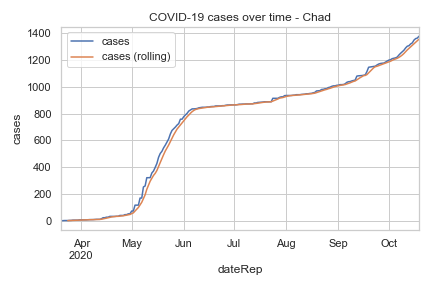 COVID-19 cases over time - Chad
cases
cases (rolling)
1400
1200
1000
800
600
400
200
0
cases
Apr
2020
May
Jun
Jul
Aug
Sep
Oct
dateRep